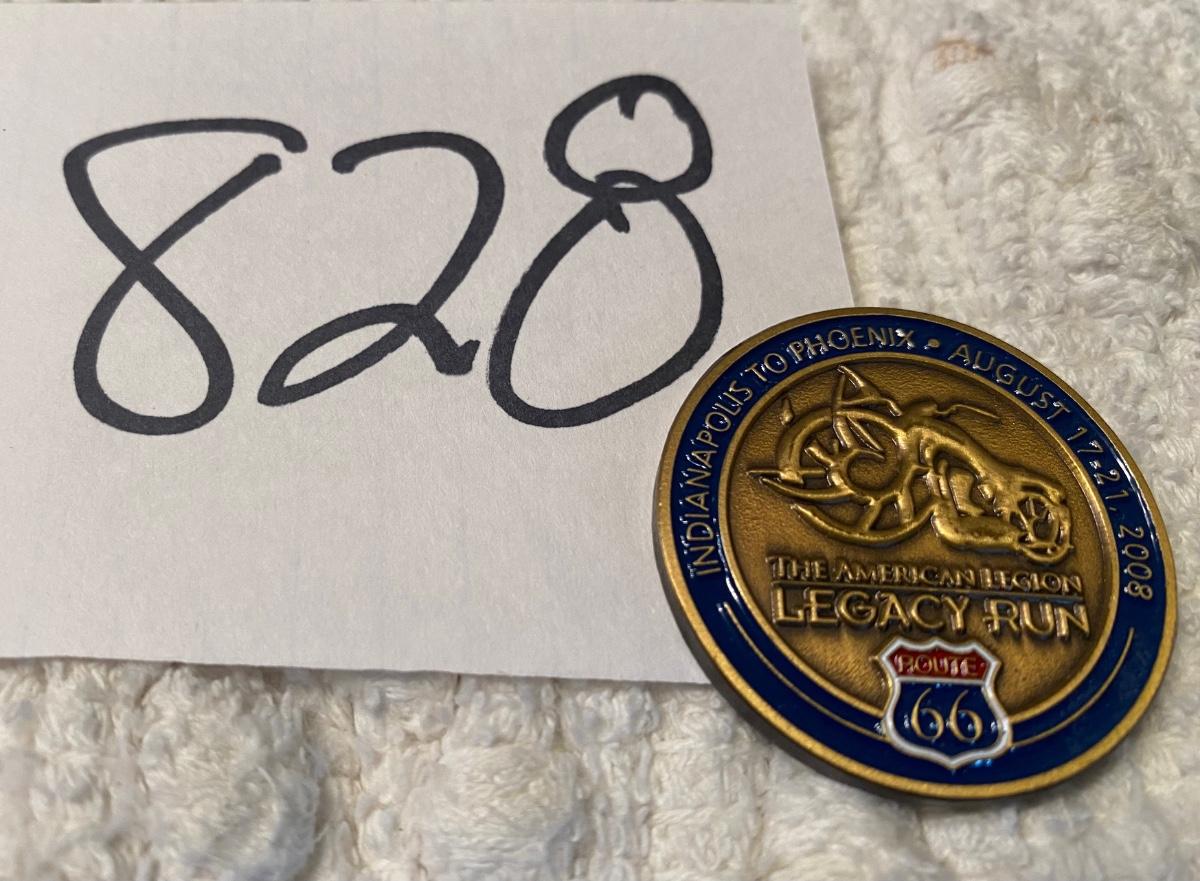 828
INDIANAPOLIS TO PHOENIX • AUGUST 17-21, 2008
THE AMERICAN LEGION
LEGACY RUN
ROUTE
66